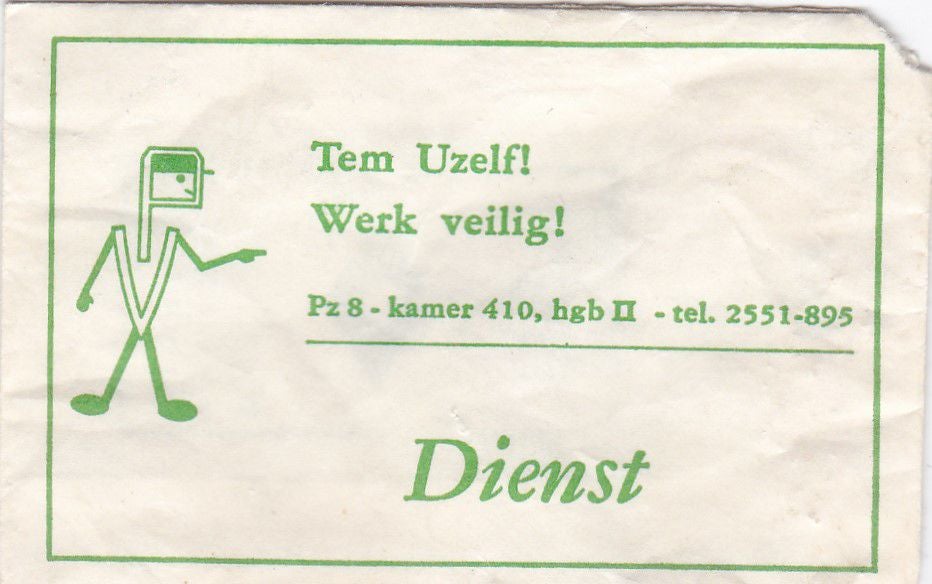 Tem Uzelf!
Werk veilig!
Pz 8 - kamer 410, hgb II - tel. 2551-895
Dienst